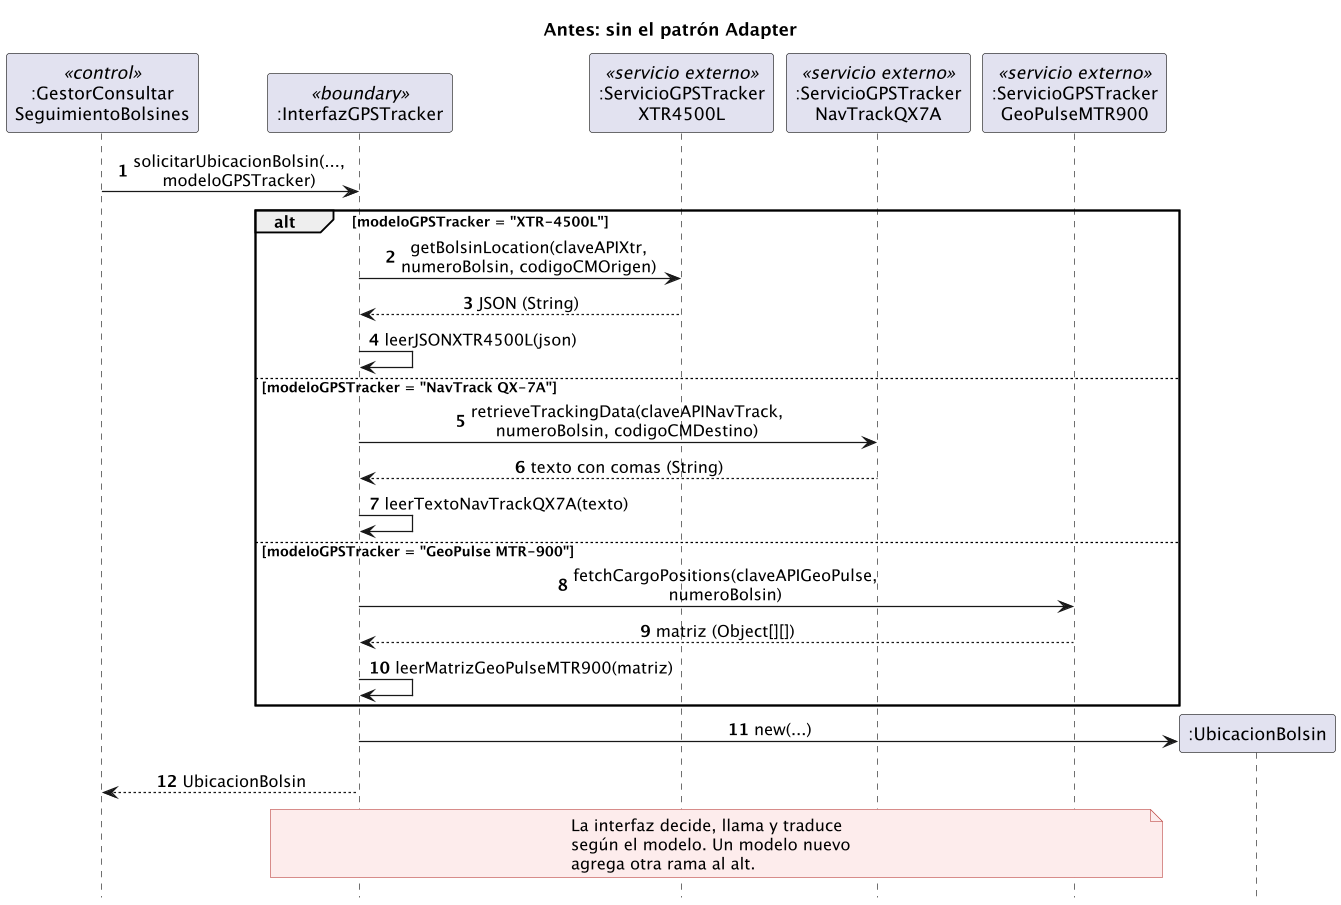 Antes: sin el patrón Adapter
«control»
:GestorConsultar
SeguimientoBolsines
«boundary»
:InterfazGPSTracker
«servicio externo»
:ServicioGPSTracker
XTR4500L
«servicio externo»
:ServicioGPSTracker
NavTrackQX7A
«servicio externo»
:ServicioGPSTracker
GeoPulseMTR900
1 solicitarUbicacionBolsin(...,
modeloGPSTracker)
alt [modeloGPSTracker = "XTR-4500L"]
2 getBolsinLocation(claveAPIXtr,
numeroBolsin, codigoCMOrigen)
3 JSON (String)
4 leerJSONXTR4500L(json)
[modeloGPSTracker = "NavTrack QX-7A"]
5 retrieveTrackingData(claveAPINavTrack,
numeroBolsin, codigoCMDestino)
6 texto con comas (String)
7 leerTextoNavTrackQX7A(texto)
[modeloGPSTracker = "GeoPulse MTR-900"]
8 fetchCargoPositions(claveAPIGeoPulse,
numeroBolsin)
9 matriz (Object[][])
10 leerMatrizGeoPulseMTR900(matriz)
11 new(...)
:UbicacionBolsin
12 UbicacionBolsin
La interfaz decide, llama y traduce
según el modelo. Un modelo nuevo
agrega otra rama al alt.